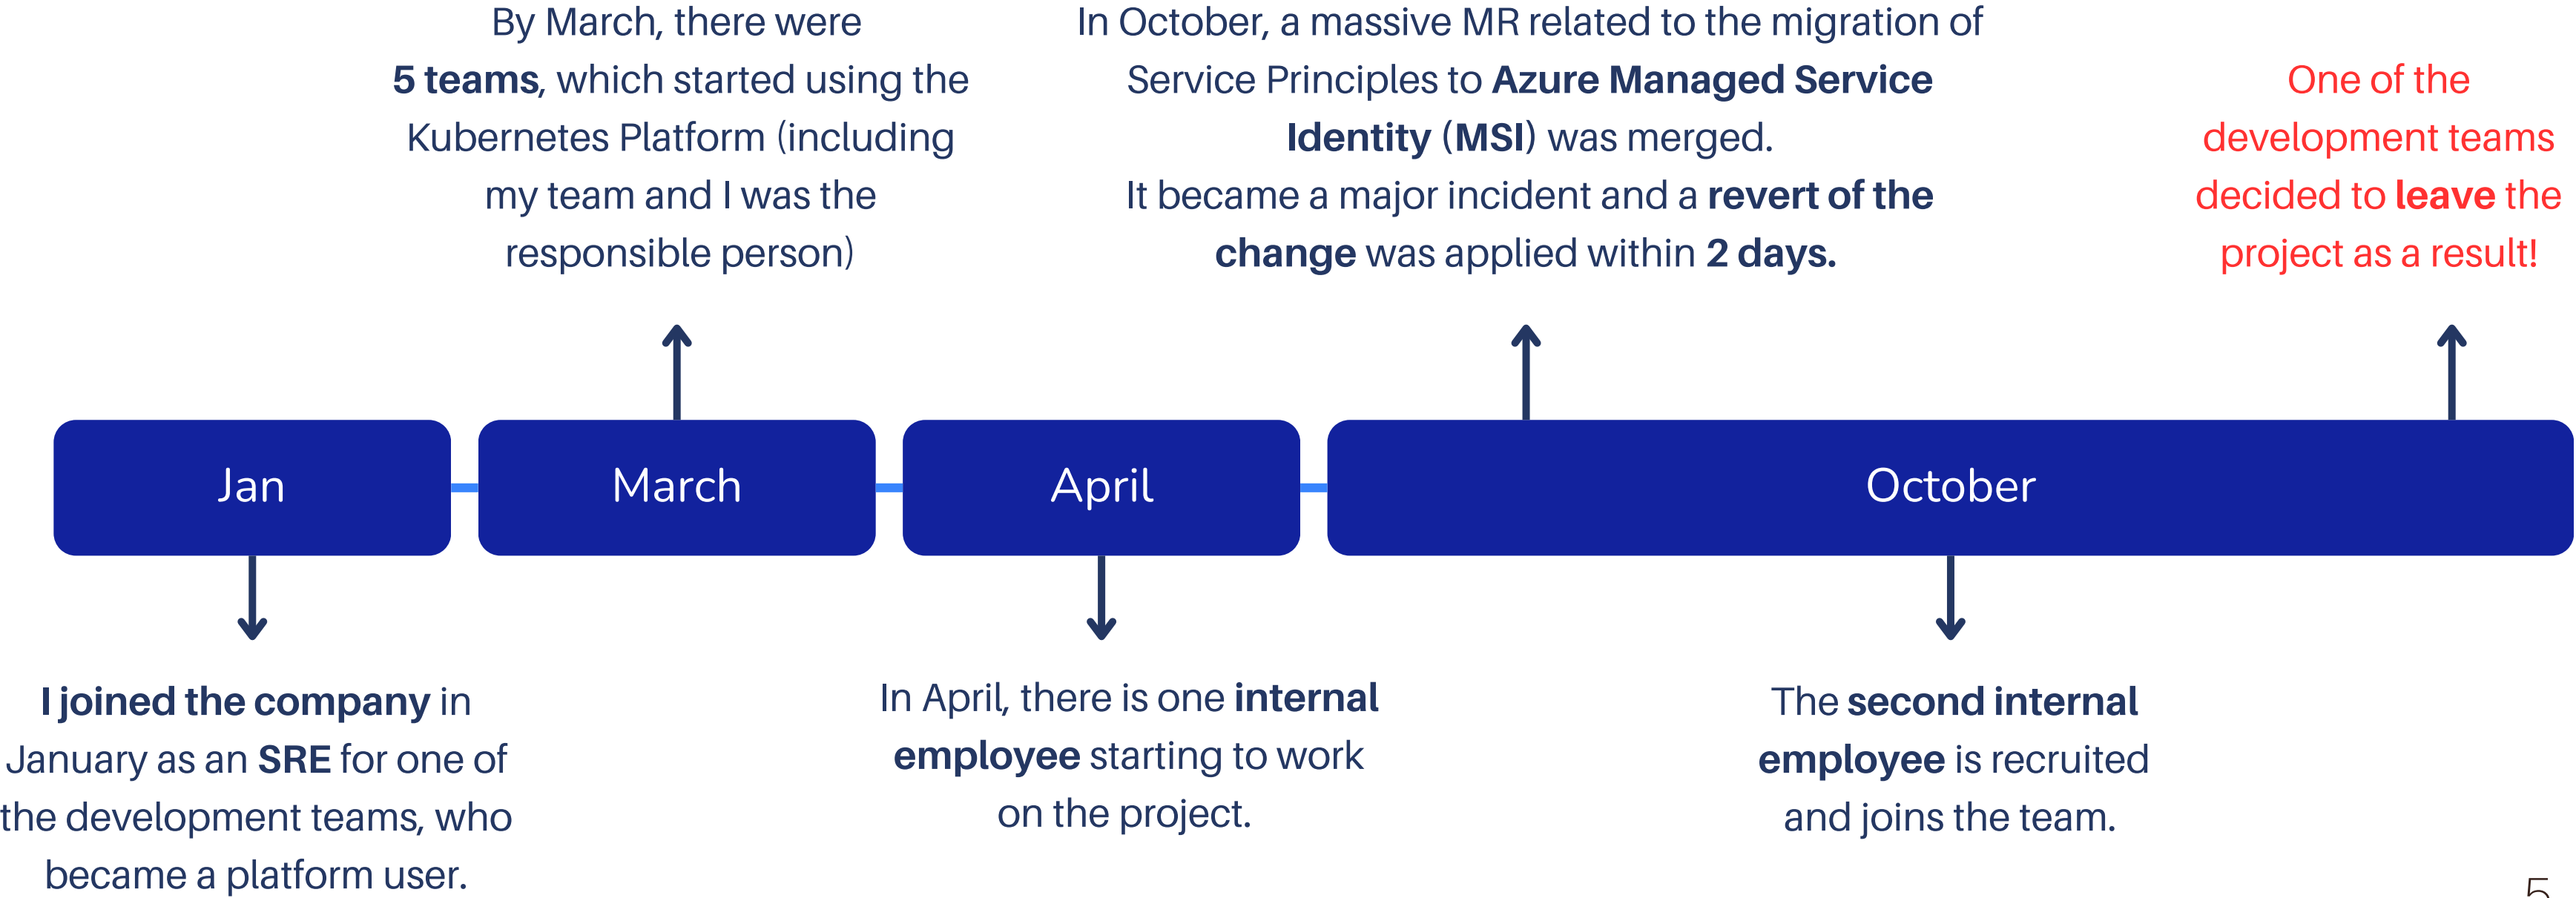 By March, there were
5 teams, which started using the
Kubernetes Platform (including
my team and I was the
responsible person)
In October, a massive MR related to the migration of
Service Principles to Azure Managed Service
Identity (MSI) was merged.
It became a major incident and a revert of the
change was applied within 2 days.
One of the
development teams
decided to leave the
project as a result!
Jan
March
April
October
I joined the company in
January as an SRE for one of
the development teams, who
became a platform user.
In April, there is one internal
employee starting to work
on the project.
The second internal
employee is recruited
and joins the team.
5